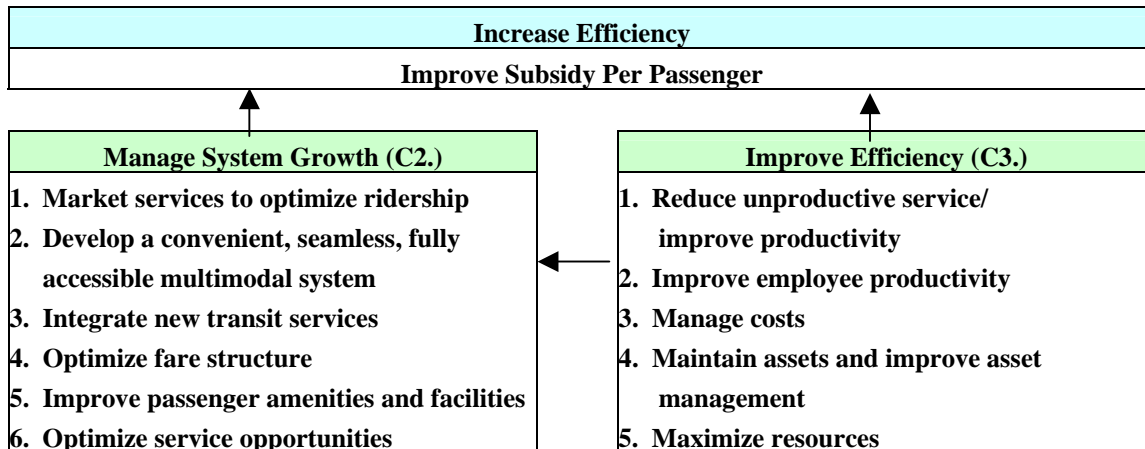 Increase Efficiency
Improve Subsidy Per Passenger
Manage System Growth (C2.)
1. Market services to optimize ridership
2. Develop a convenient, seamless, fully
accessible multimodal system
3. Integrate new transit services
4. Optimize fare structure
5. Improve passenger amenities and facilities
6. Optimize service opportunities
Improve Efficiency (C3.)
1. Reduce unproductive service/
improve productivity
2. Improve employee productivity
3. Manage costs
4. Maintain assets and improve asset
management
5. Maximize resources